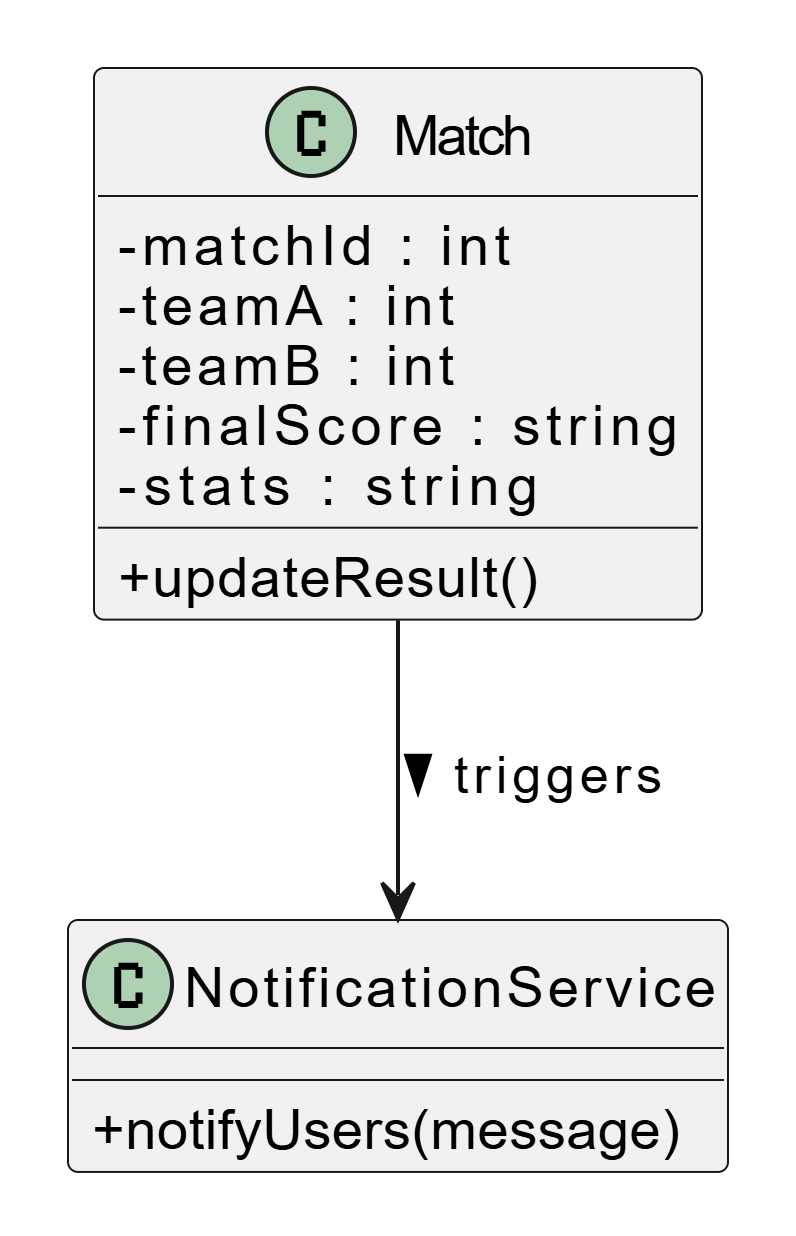 C Match
-matchId : int
-teamA : int
-teamB : int
-finalScore : string
-stats : string
+updateResult()
triggers
C NotificationService
+notifyUsers(message)